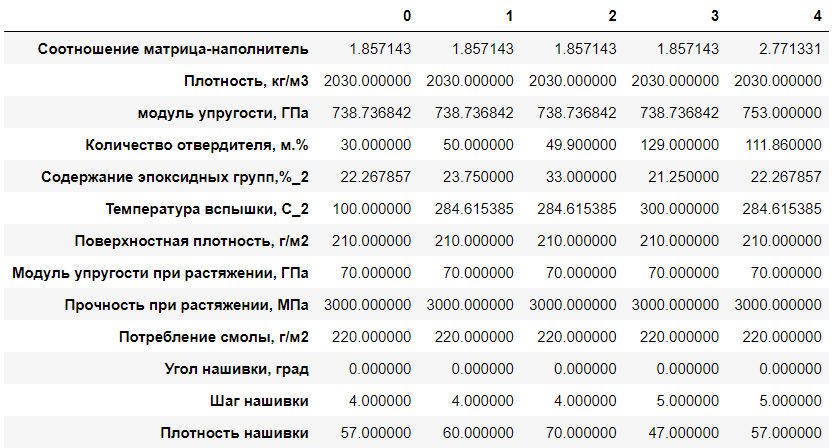 0 1 2 3 4
Соотношение матрица-наполнитель 1.857143 1.857143 1.857143 1.857143 2.771331
Плотность, кг/м3 2030.000000 2030.000000 2030.000000 2030.000000 2030.000000
модуль упругости, ГПа 738.736842 738.736842 738.736842 738.736842 753.000000
Количество отвердителя, м.% 30.000000 50.000000 49.900000 129.000000 111.860000
Содержание эпоксидных групп,%_2 22.267857 23.750000 33.000000 21.250000 22.267857
Температура вспышки, С_2 100.000000 284.615385 284.615385 300.000000 284.615385
Поверхностная плотность, г/м2 210.000000 210.000000 210.000000 210.000000 210.000000
Модуль упругости при растяжении, ГПа 70.000000 70.000000 70.000000 70.000000 70.000000
Прочность при растяжении, МПа 3000.000000 3000.000000 3000.000000 3000.000000 3000.000000
Потребление смолы, г/м2 220.000000 220.000000 220.000000 220.000000 220.000000
Угол нашивки, град 0.000000 0.000000 0.000000 0.000000 0.000000
Шаг нашивки 4.000000 4.000000 4.000000 5.000000 5.000000
Плотность нашивки 57.000000 60.000000 70.000000 47.000000 57.000000